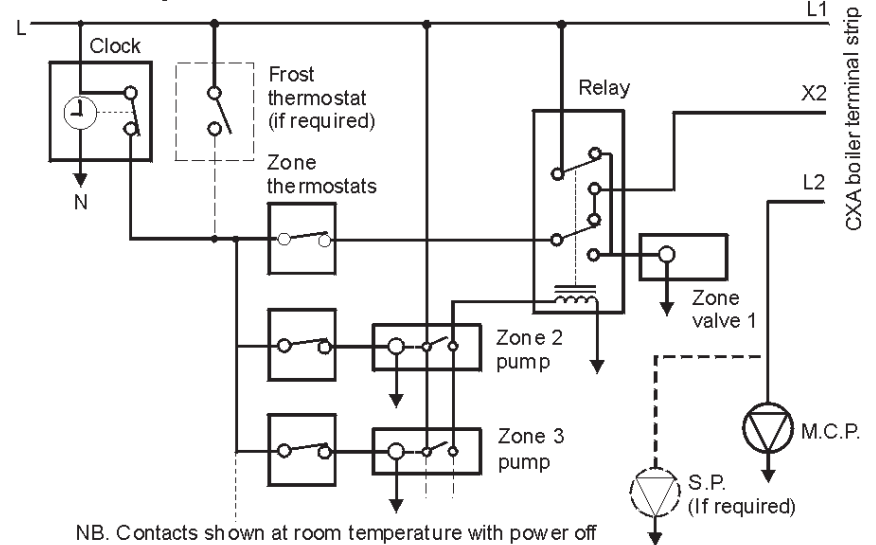 L
L1
Clock
Frost
thermostat
(if required)
Relay
X2
CXA boiler terminal strip
Zone
thermostats
N
L2
Zone
valve 1
Zone 2
pump
Zone 3
pump
M.C.P.
S.P.
(If required)
NB. Contacts shown at room temperature with power off